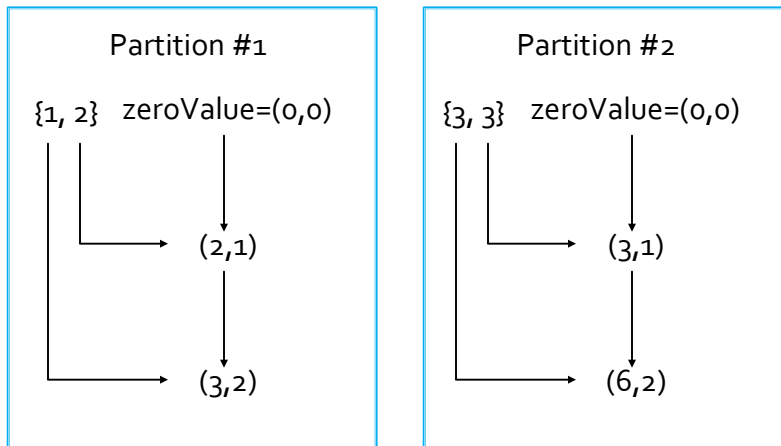 Partition #1
{1, 2} zeroValue=(0,0)
(2,1)
(3,2)
Partition #2
{3, 3} zeroValue=(0,0)
(3,1)
(6,2)